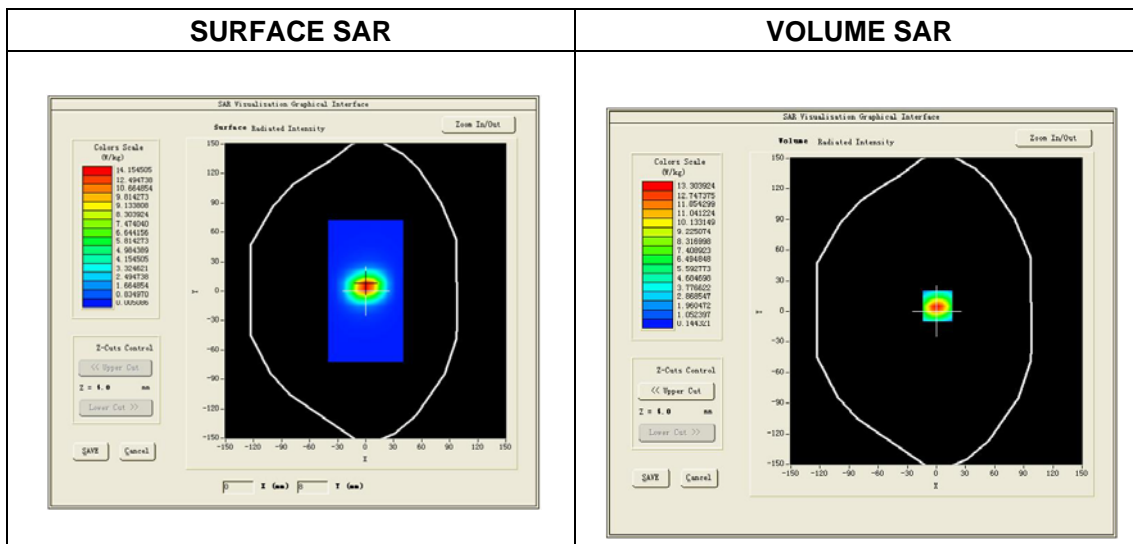 SURFACE SAR
VOLUME SAR
SAR Visualisation Graphical Interface
Surface Radiated Intensity
Zoom In/Out
Colors Scale
(W/kg)
14.154505
12.494738
10.664854
9.814273
9.133808
8.303924
7.474040
6.644156
5.814273
4.984389
4.154505
3.324621
2.494738
1.664854
0.834970
0.005086
150
120
90
60
30
0
-30
-60
-90
-120
-150
Y
-150 -120 -90 -60 -30 0 30 60 90 120 150
X
Z-Cuts Control
<< Upper Cut
Z = 4.0 mm
Lower Cut >>
SAVE Cancel
0 X (mm) 8 Y (mm)
SAR Visualisation Graphical Interface
Volume Radiated Intensity
Zoom In/Out
Colors Scale
(W/kg)
13.303924
12.747375
11.854299
11.041224
10.133149
9.225074
8.316998
7.408923
6.494848
5.592773
4.684698
3.776622
2.868547
1.960472
1.052397
0.144321
150
120
90
60
30
0
-30
-60
-90
-120
-150
Y
-150 -120 -90 -60 -30 0 30 60 90 120 150
X
Z-Cuts Control
<< Upper Cut
Z = 4.0 mm
Lower Cut >>
SAVE Cancel